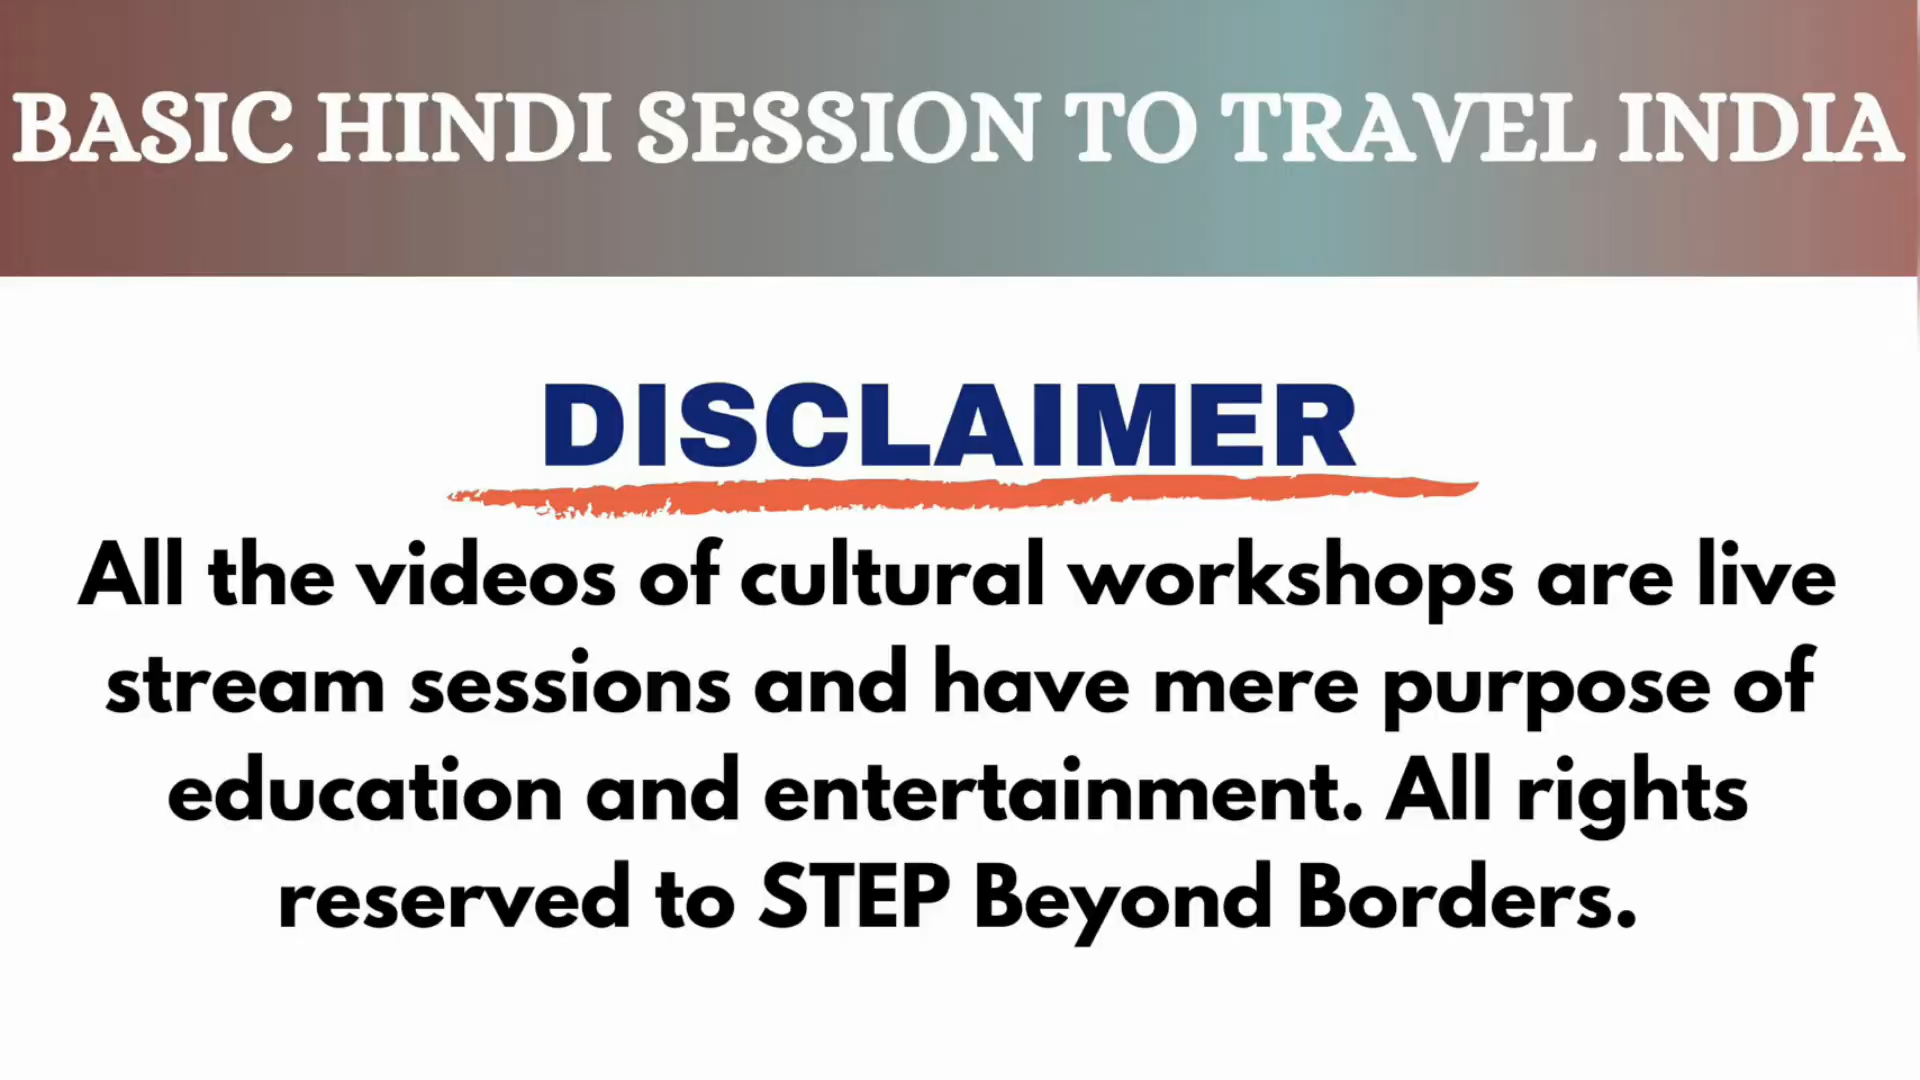 BASIC HINDI SESSION TO TRAVEL INDIA
DISCLAIMER
All the videos of cultural workshops are live
stream sessions and have mere purpose of
education and entertainment. All rights
reserved to STEP Beyond Borders.